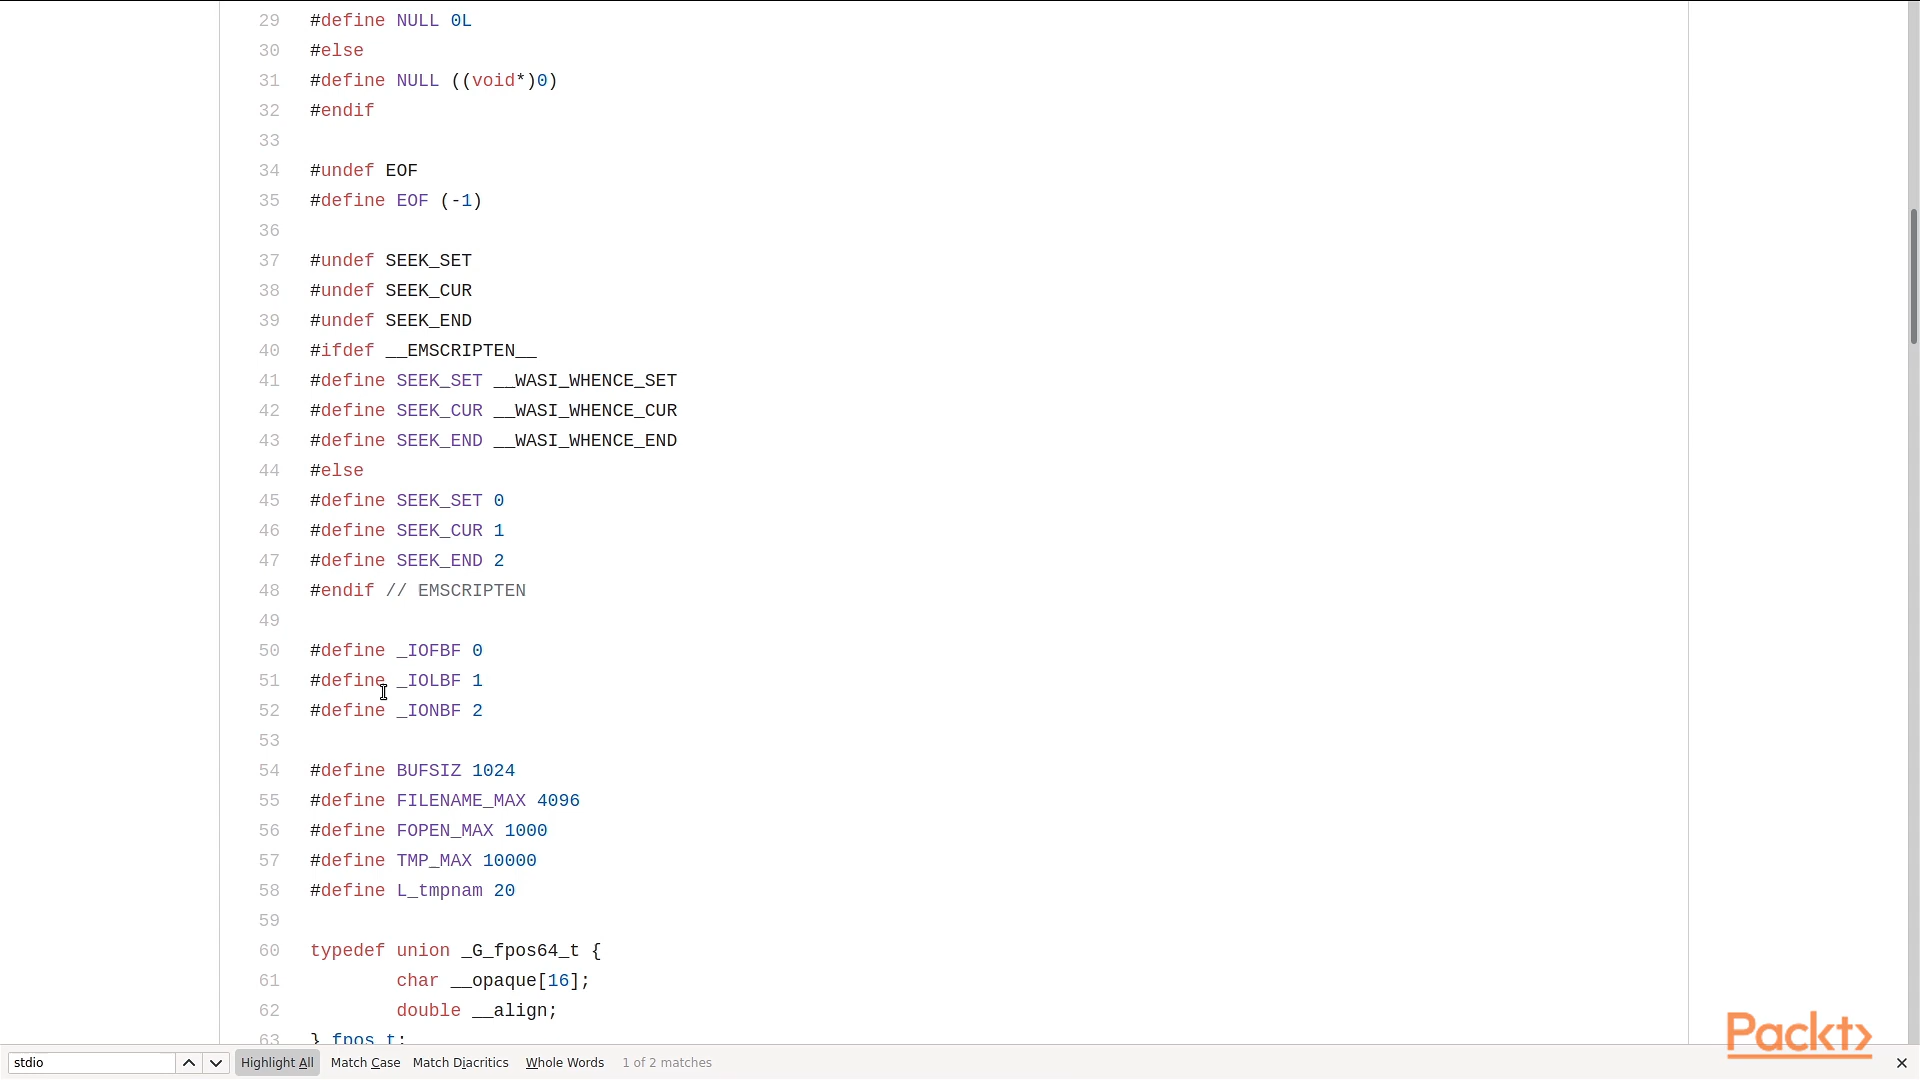 29 #define NULL 0L
30 #else
31 #define NULL ((void*)0)
32 #endif
33
34 #undef EOF
35 #define EOF (-1)
36
37 #undef SEEK_SET
38 #undef SEEK_CUR
39 #undef SEEK_END
40 #ifdef __EMSCRIPTEN__
41 #define SEEK_SET __WASI_WHENCE_SET
42 #define SEEK_CUR __WASI_WHENCE_CUR
43 #define SEEK_END __WASI_WHENCE_END
44 #else
45 #define SEEK_SET 0
46 #define SEEK_CUR 1
47 #define SEEK_END 2
48 #endif // EMSCRIPTEN
49
50 #define _IOFBF 0
51 #define _IOLBF 1
52 #define _IONBF 2
53
54 #define BUFSIZ 1024
55 #define FILENAME_MAX 4096
56 #define FOPEN_MAX 1000
57 #define TMP_MAX 10000
58 #define L_tmpnam 20
59
60 typedef union _G_fpos64_t {
61 char __opaque[16];
62 double __align;
63 } fpos_t;
Packt>
stdio Highlight All Match Case Match Diacritics Whole Words 1 of 2 matches